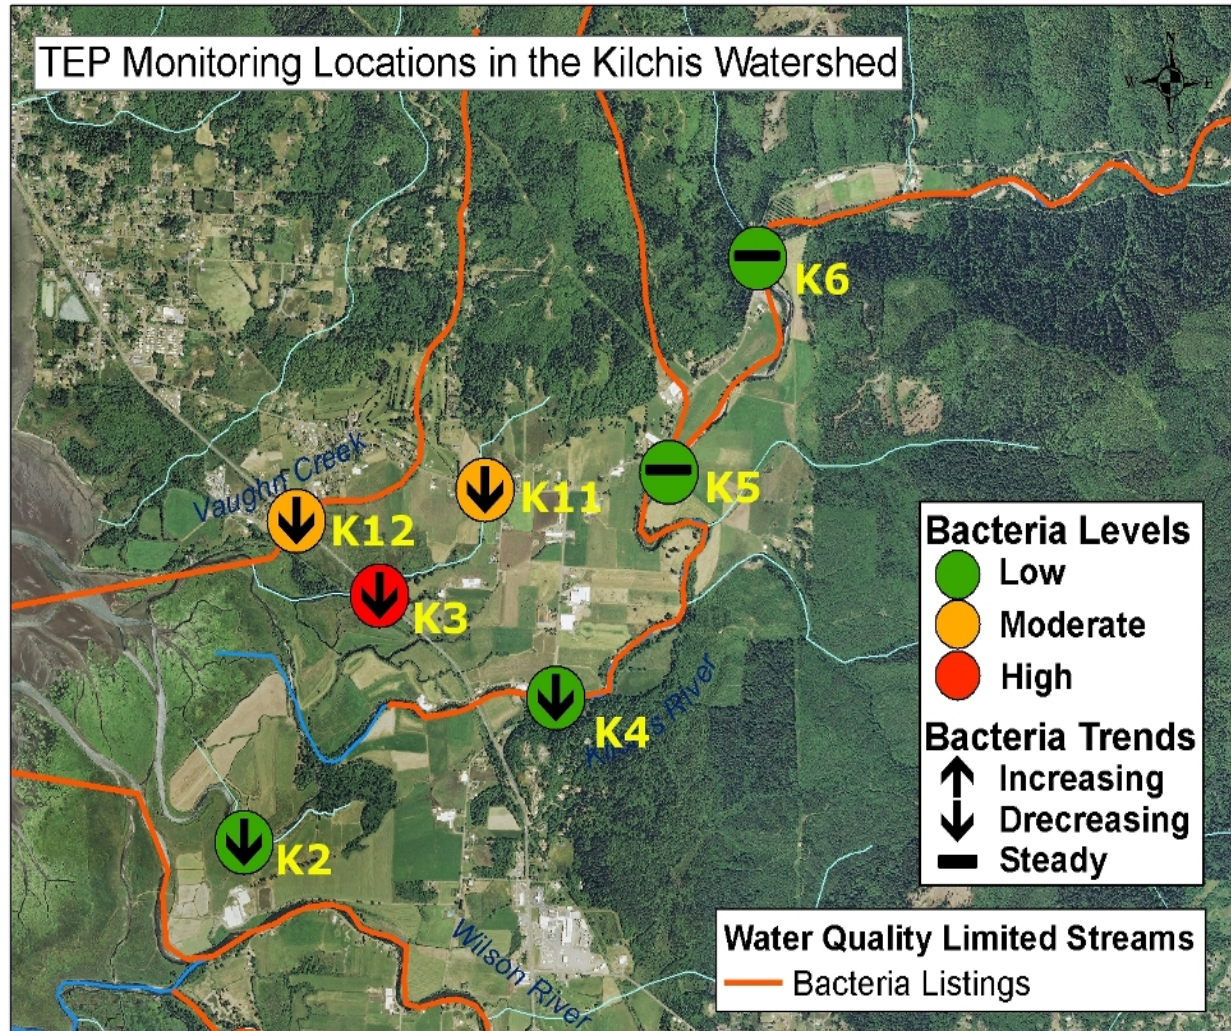 TEP Monitoring Locations in the Kilchis Watershed
N
W E
S
K6
K5
K11
Vaughn Creek
K12
K3
K4
River
K2
Wilson River
Bacteria Levels
Low
Moderate
High
Bacteria Trends
Increasing
Drecreasing
Steady
Water Quality Limited Streams
Bacteria Listings